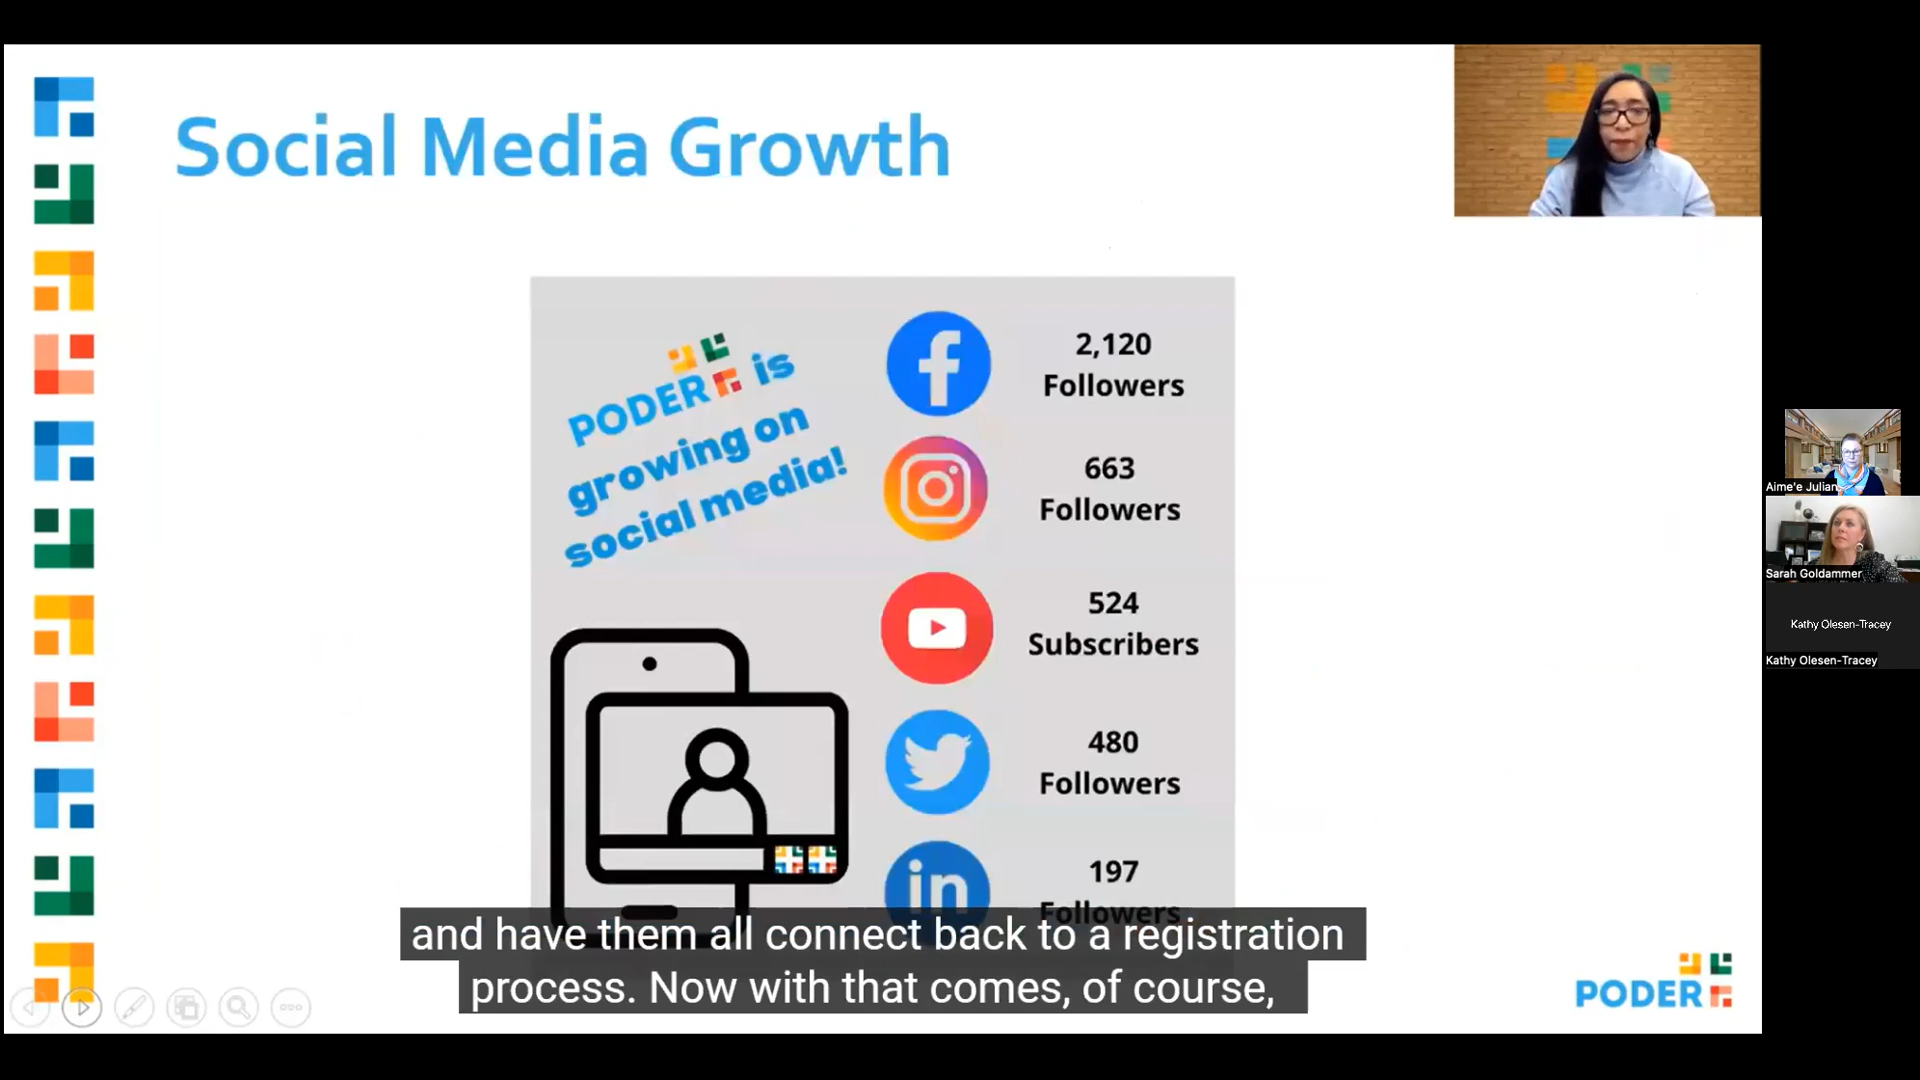 Social Media Growth
PODER is
growing on
social media!
2,120
Followers
663
Followers
524
Subscribers
480
Followers
in
197
Followers
and have them all connect back to a registration
process. Now with that comes, of course,
PODER
Aime'e Julian
Sarah Goldammer
Kathy Olesen-Tracey
Kathy Olesen-Tracey